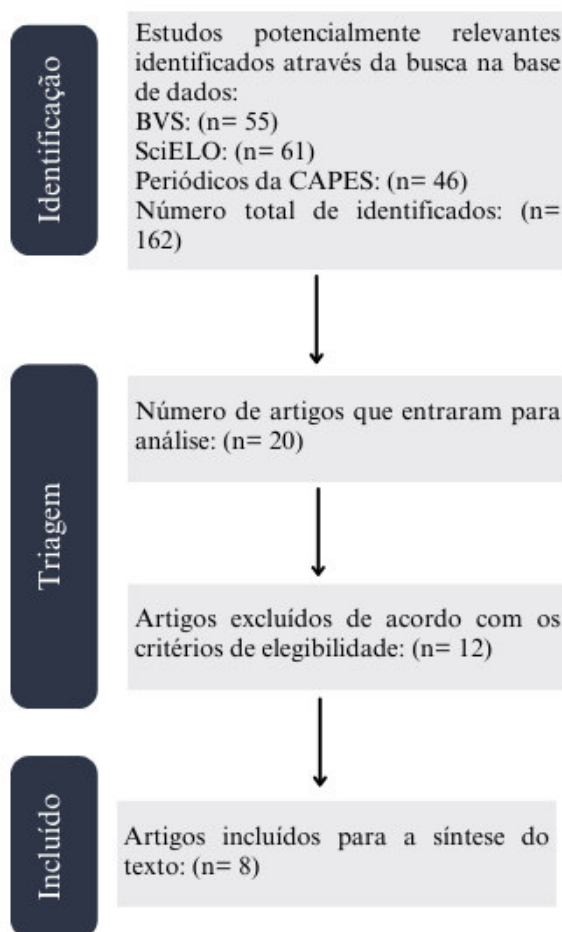 Identificação
Estudos potencialmente relevantes
identificados através da busca na base
de dados:
BVS: (n= 55)
SciELO: (n= 61)
Periódicos da CAPES: (n= 46)
Número total de identificados: (n=
162)
Triagem
Número de artigos que entraram para
análise: (n= 20)
Artigos excluídos de acordo com os
critérios de elegibilidade: (n= 12)
Incluído
Artigos incluídos para a síntese do
texto: (n= 8)